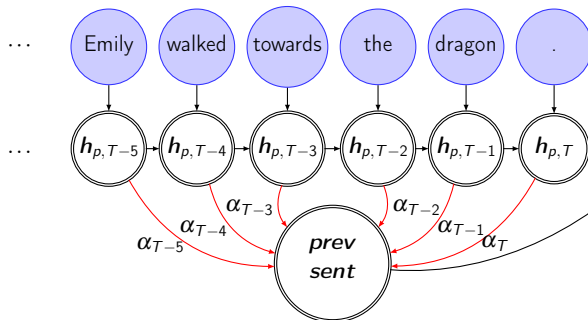 ... Emily walked towards the dragon .
... h_{p,T−5} h_{p,T−4} h_{p,T−3} h_{p,T−2} h_{p,T−1} h_{p,T}
α_{T−5} α_{T−4} α_{T−3} α_{T−2} α_{T−1} α_T
prev
sent